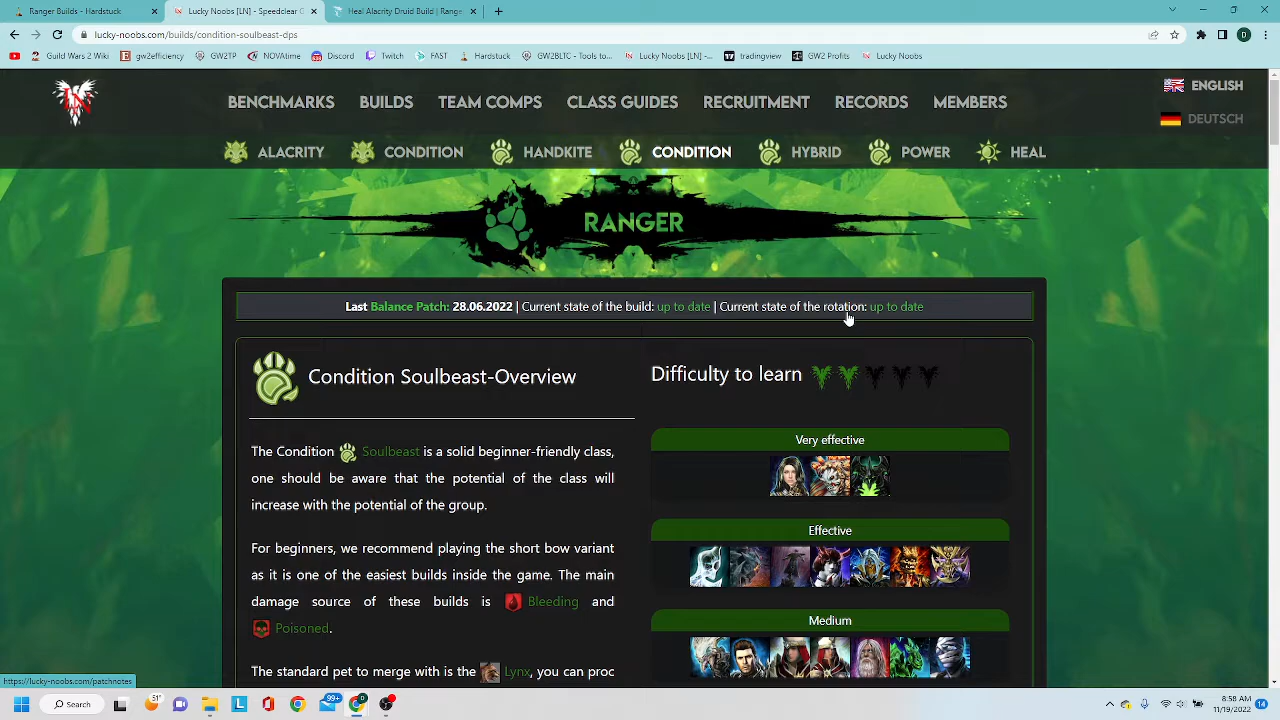 Ranger Builds - Hardstuck
Lucky Noobs [LN] - Speedclear G
Heal Alacrity Druid Build | Rang
lucky-noobs.com/builds/condition-soulbeast-dps
Guild Wars 2 Wiki
gw2efficiency
GW2TP
NOVAtime
Discord
Twitch
FAST
Hardstuck
GW2BLTC - Tools to...
Lucky Noobs [LN] -...
tradingview
GW2 Profit
Lucky Noobs
BENCHMARKS
BUILDS
TEAM COMPS
CLASS GUIDES
RECRUITMENT
RECORDS
MEMBERS
ENGLISH
DEUTSCH
ALACRITY
CONDITION
HANDKITE
CONDITION
HYBRID
POWER
HEAL
RANGER
Last Balance Patch: 28.06.2022 | Current state of the build: up to date | Current state of the rotation: up to date
Condition Soulbeast-Overview
Difficulty to learn
The Condition Soulbeast is a solid beginner-friendly class,
one should be aware that the potential of the class will
increase with the potential of the group.
For beginners, we recommend playing the short bow variant
as it is one of the easiest builds inside the game. The main
damage source of these builds is Bleeding and
Poisoned.
The standard pet to merge with is the Lynx, you can proc
Very effective
Effective
Medium
https://lucky-noobs.com/patchnotes
Search
51°
99+
8:58 AM
11/19/2022
14